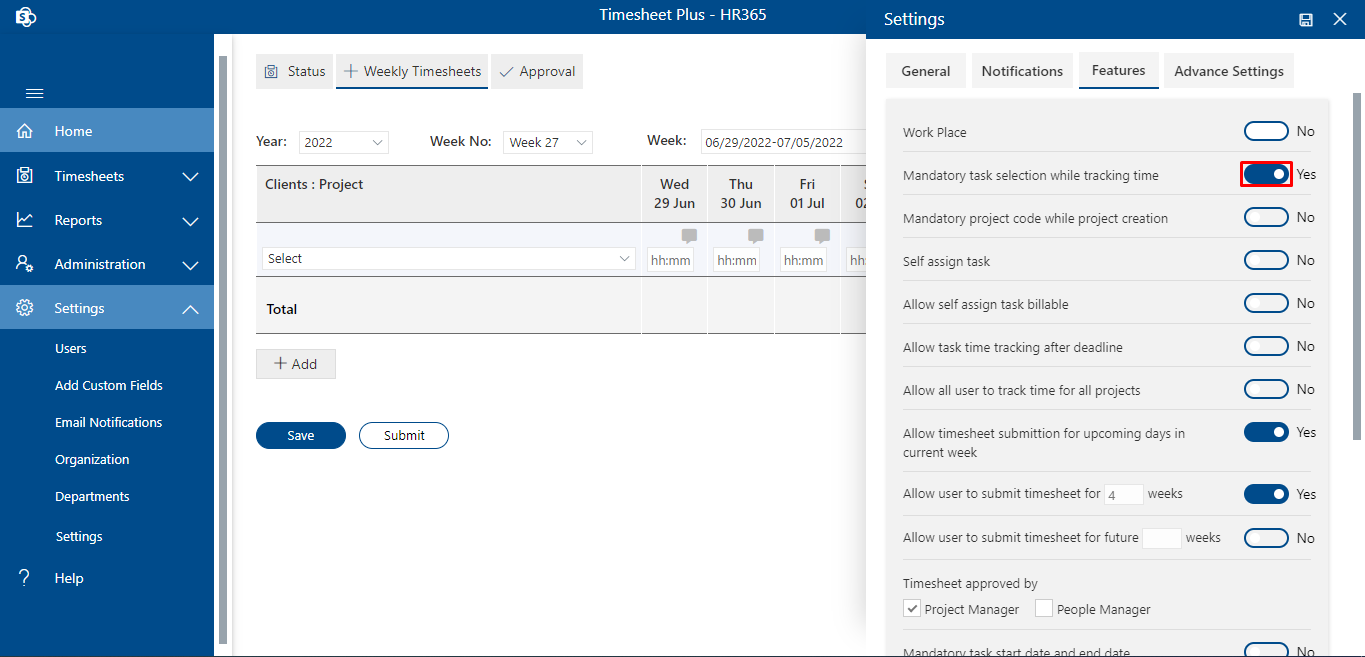 Timesheet Plus - HR365
Home
Timesheets
Reports
Administration
Settings
Users
Add Custom Fields
Email Notifications
Organization
Departments
Settings
? Help
Status
Weekly Timesheets
Approval
Year: 2022 Week No: Week 27 Week: 06/29/2022-07/05/2022
Clients : Project Wed Thu Fri
29 Jun 30 Jun 01 Jul 02
Select hh:mm hh:mm hh:mm hh:
Total
+ Add
Save Submit
Settings
General Notifications Features Advance Settings
Work Place No
Mandatory task selection while tracking time Yes
Mandatory project code while project creation No
Self assign task No
Allow self assign task billable No
Allow task time tracking after deadline No
Allow all user to track time for all projects No
Allow timesheet submittion for upcoming days in Yes
current week
Allow user to submit timesheet for 4 weeks Yes
Allow user to submit timesheet for future weeks No
Timesheet approved by
Project Manager People Manager
Mandatory task start date and end date No